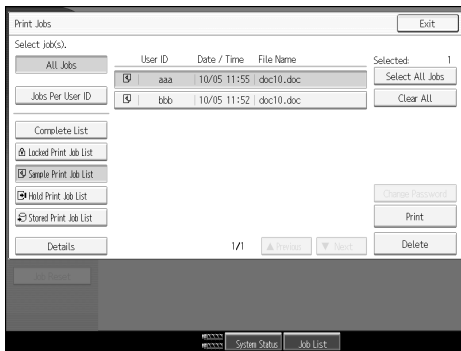 Print Jobs
Exit
Select job(s).
All Jobs
User ID Date / Time File Name
Selected: 1
aaa 10/05 11:55 doc10.doc
Select All Jobs
Jobs Per User ID
bbb 10/05 11:52 doc10.doc
Clear All
Complete List
Locked Print Job List
Sample Print Job List
Hold Print Job List
Change Password
Stored Print Job List
Print
Details
1/1
▲ Previous
▼ Next
Delete
Job Reset
System Status
Job List